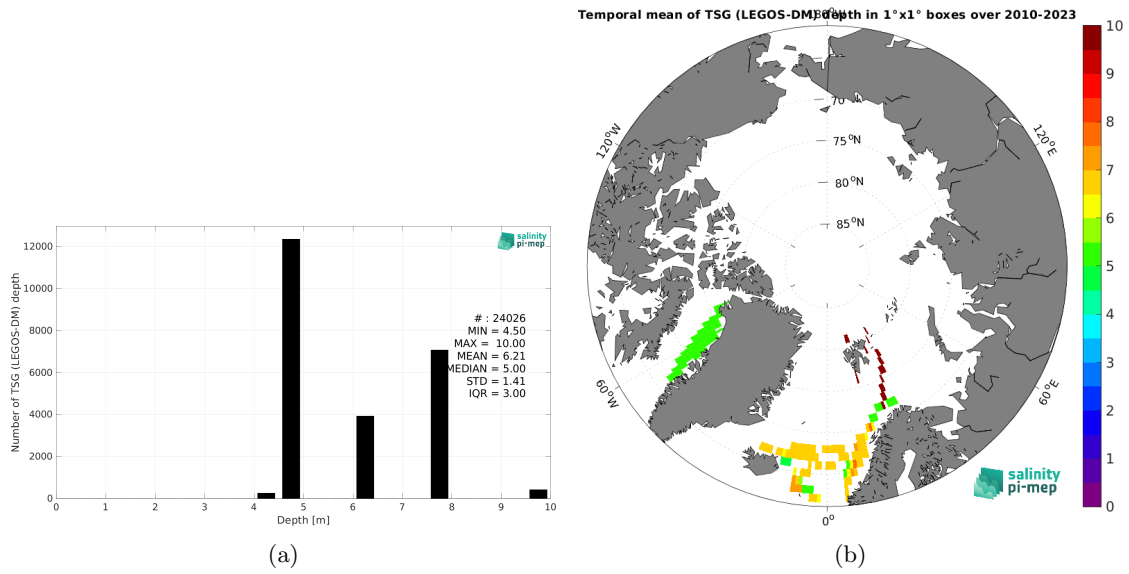 Number of TSG (LEGOS-DM) depth
12000
10000
8000
6000
4000
2000
0
salinity
pi-mep
# : 24026
MIN = 4.50
MAX = 10.00
MEAN = 6.21
MEDIAN = 5.00
STD = 1.41
IQR = 3.00
0 1 2 3 4 5 6 7 8 9 10
Depth [m]
(a)
Temporal mean of TSG (LEGOS-DM) depth in 1°x1° boxes over 2010-2023
180°W
120°W
120°E
70
75°N
80°N
85°N
60°W
60°E
0°
salinity
pi-mep
10
9
8
7
6
5
4
3
2
1
0
(b)